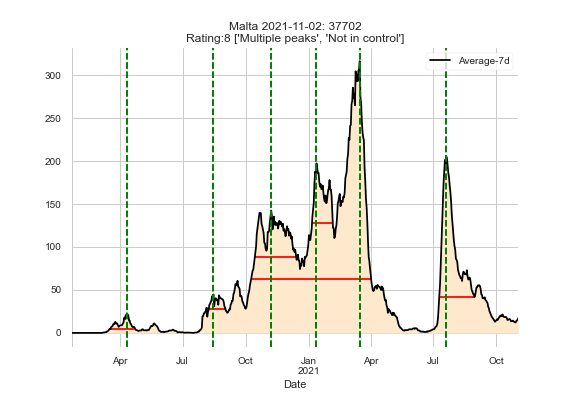 Malta 2021-11-02: 37702
Rating:8 ['Multiple peaks', 'Not in control']
Average-7d
300
250
200
150
100
50
0
Apr Jul Oct Jan Apr Jul Oct
2021
Date